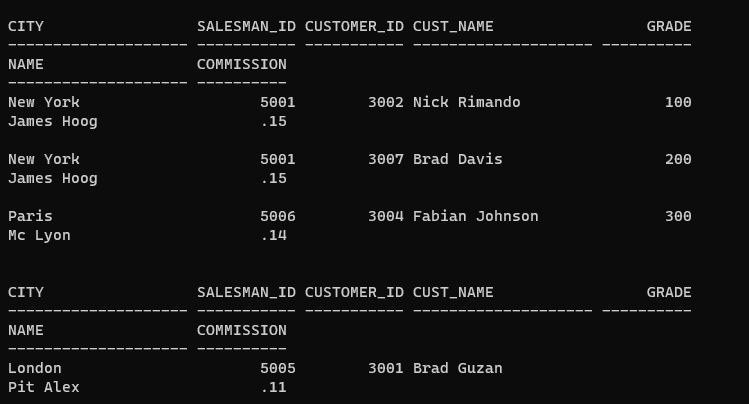 CITY                 SALESMAN_ID CUSTOMER_ID CUST_NAME                 GRADE
-------------------- ----------- ----------- -------------------- ----------
NAME                 COMMISSION
-------------------- ----------
New York                    5001        3002 Nick Rimando                100
James Hoog                  .15
New York                    5001        3007 Brad Davis                  200
James Hoog                  .15
Paris                       5006        3004 Fabian Johnson              300
Mc Lyon                     .14
CITY                 SALESMAN_ID CUSTOMER_ID CUST_NAME                 GRADE
-------------------- ----------- ----------- -------------------- ----------
NAME                 COMMISSION
-------------------- ----------
London                      5005        3001 Brad Guzan
Pit Alex                    .11